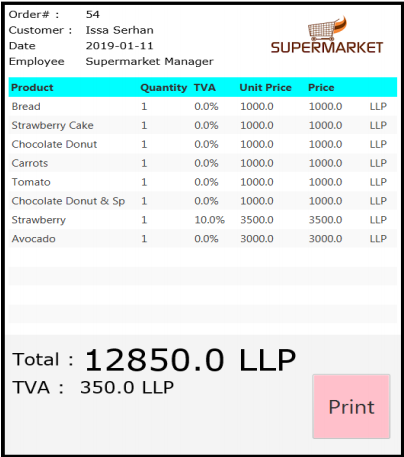 Order# : 54
Customer : Issa Serhan
Date 2019-01-11
Employee Supermarket Manager
SUPERMARKET
Product Quantity TVA Unit Price Price
Bread 1 0.0% 1000.0 1000.0 LLP
Strawberry Cake 1 0.0% 1000.0 1000.0 LLP
Chocolate Donut 1 0.0% 1000.0 1000.0 LLP
Carrots 1 0.0% 1000.0 1000.0 LLP
Tomato 1 0.0% 1000.0 1000.0 LLP
Chocolate Donut & Sp 1 0.0% 1000.0 1000.0 LLP
Strawberry 1 10.0% 3500.0 3500.0 LLP
Avocado 1 0.0% 3000.0 3000.0 LLP
Total : 12850.0 LLP
TVA : 350.0 LLP
Print